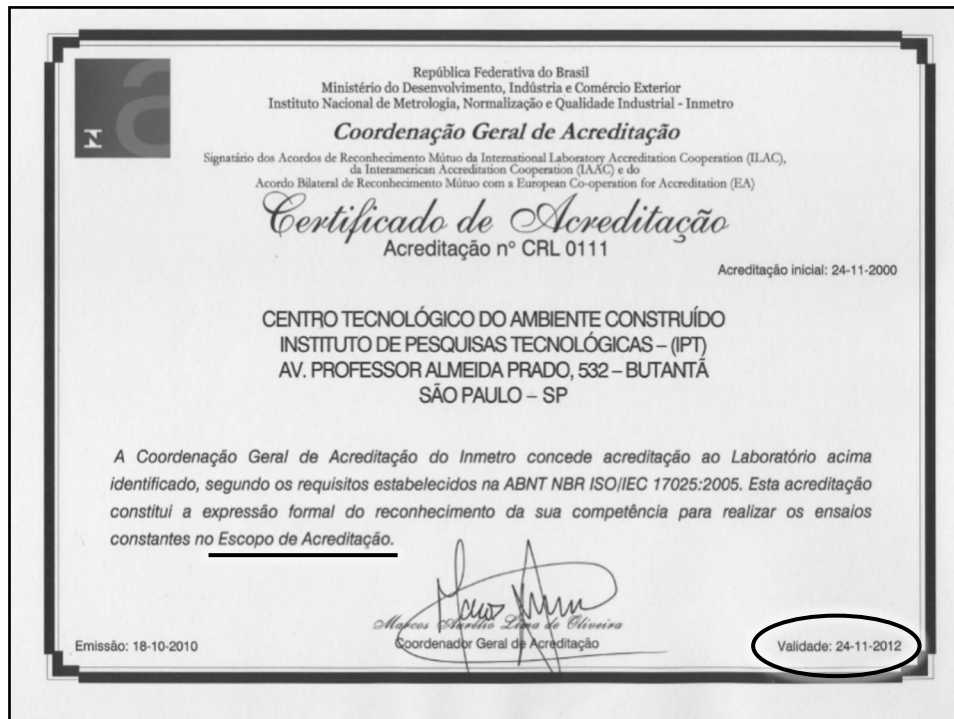 República Federativa do Brasil
Ministério do Desenvolvimento, Indústria e Comércio Exterior
Instituto Nacional de Metrologia, Normalização e Qualidade Industrial - Inmetro
Coordenação Geral de Acreditação
Signatário dos Acordos de Reconhecimento Mútuo da International Laboratory Accreditation Cooperation (ILAC),
da Interamerican Accreditation Cooperation (IAAC) e do
Acordo Bilateral de Reconhecimento Mútuo com a European Co-operation for Accreditation (EA)
Certificado de Acreditação
Acreditação nº CRL 0111
Acreditação inicial: 24-11-2000
CENTRO TECNOLÓGICO DO AMBIENTE CONSTRUÍDO
INSTITUTO DE PESQUISAS TECNOLÓGICAS – (IPT)
AV. PROFESSOR ALMEIDA PRADO, 532 – BUTANTÃ
SÃO PAULO – SP
A Coordenação Geral de Acreditação do Inmetro concede acreditação ao Laboratório acima
identificado, segundo os requisitos estabelecidos na ABNT NBR ISO/IEC 17025:2005. Esta acreditação
constitui a expressão formal do reconhecimento da sua competência para realizar os ensaios
constantes no Escopo de Acreditação.
Marcos Aurélio Lima de Oliveira
Coordenador Geral de Acreditação
Emissão: 18-10-2010
Validade: 24-11-2012